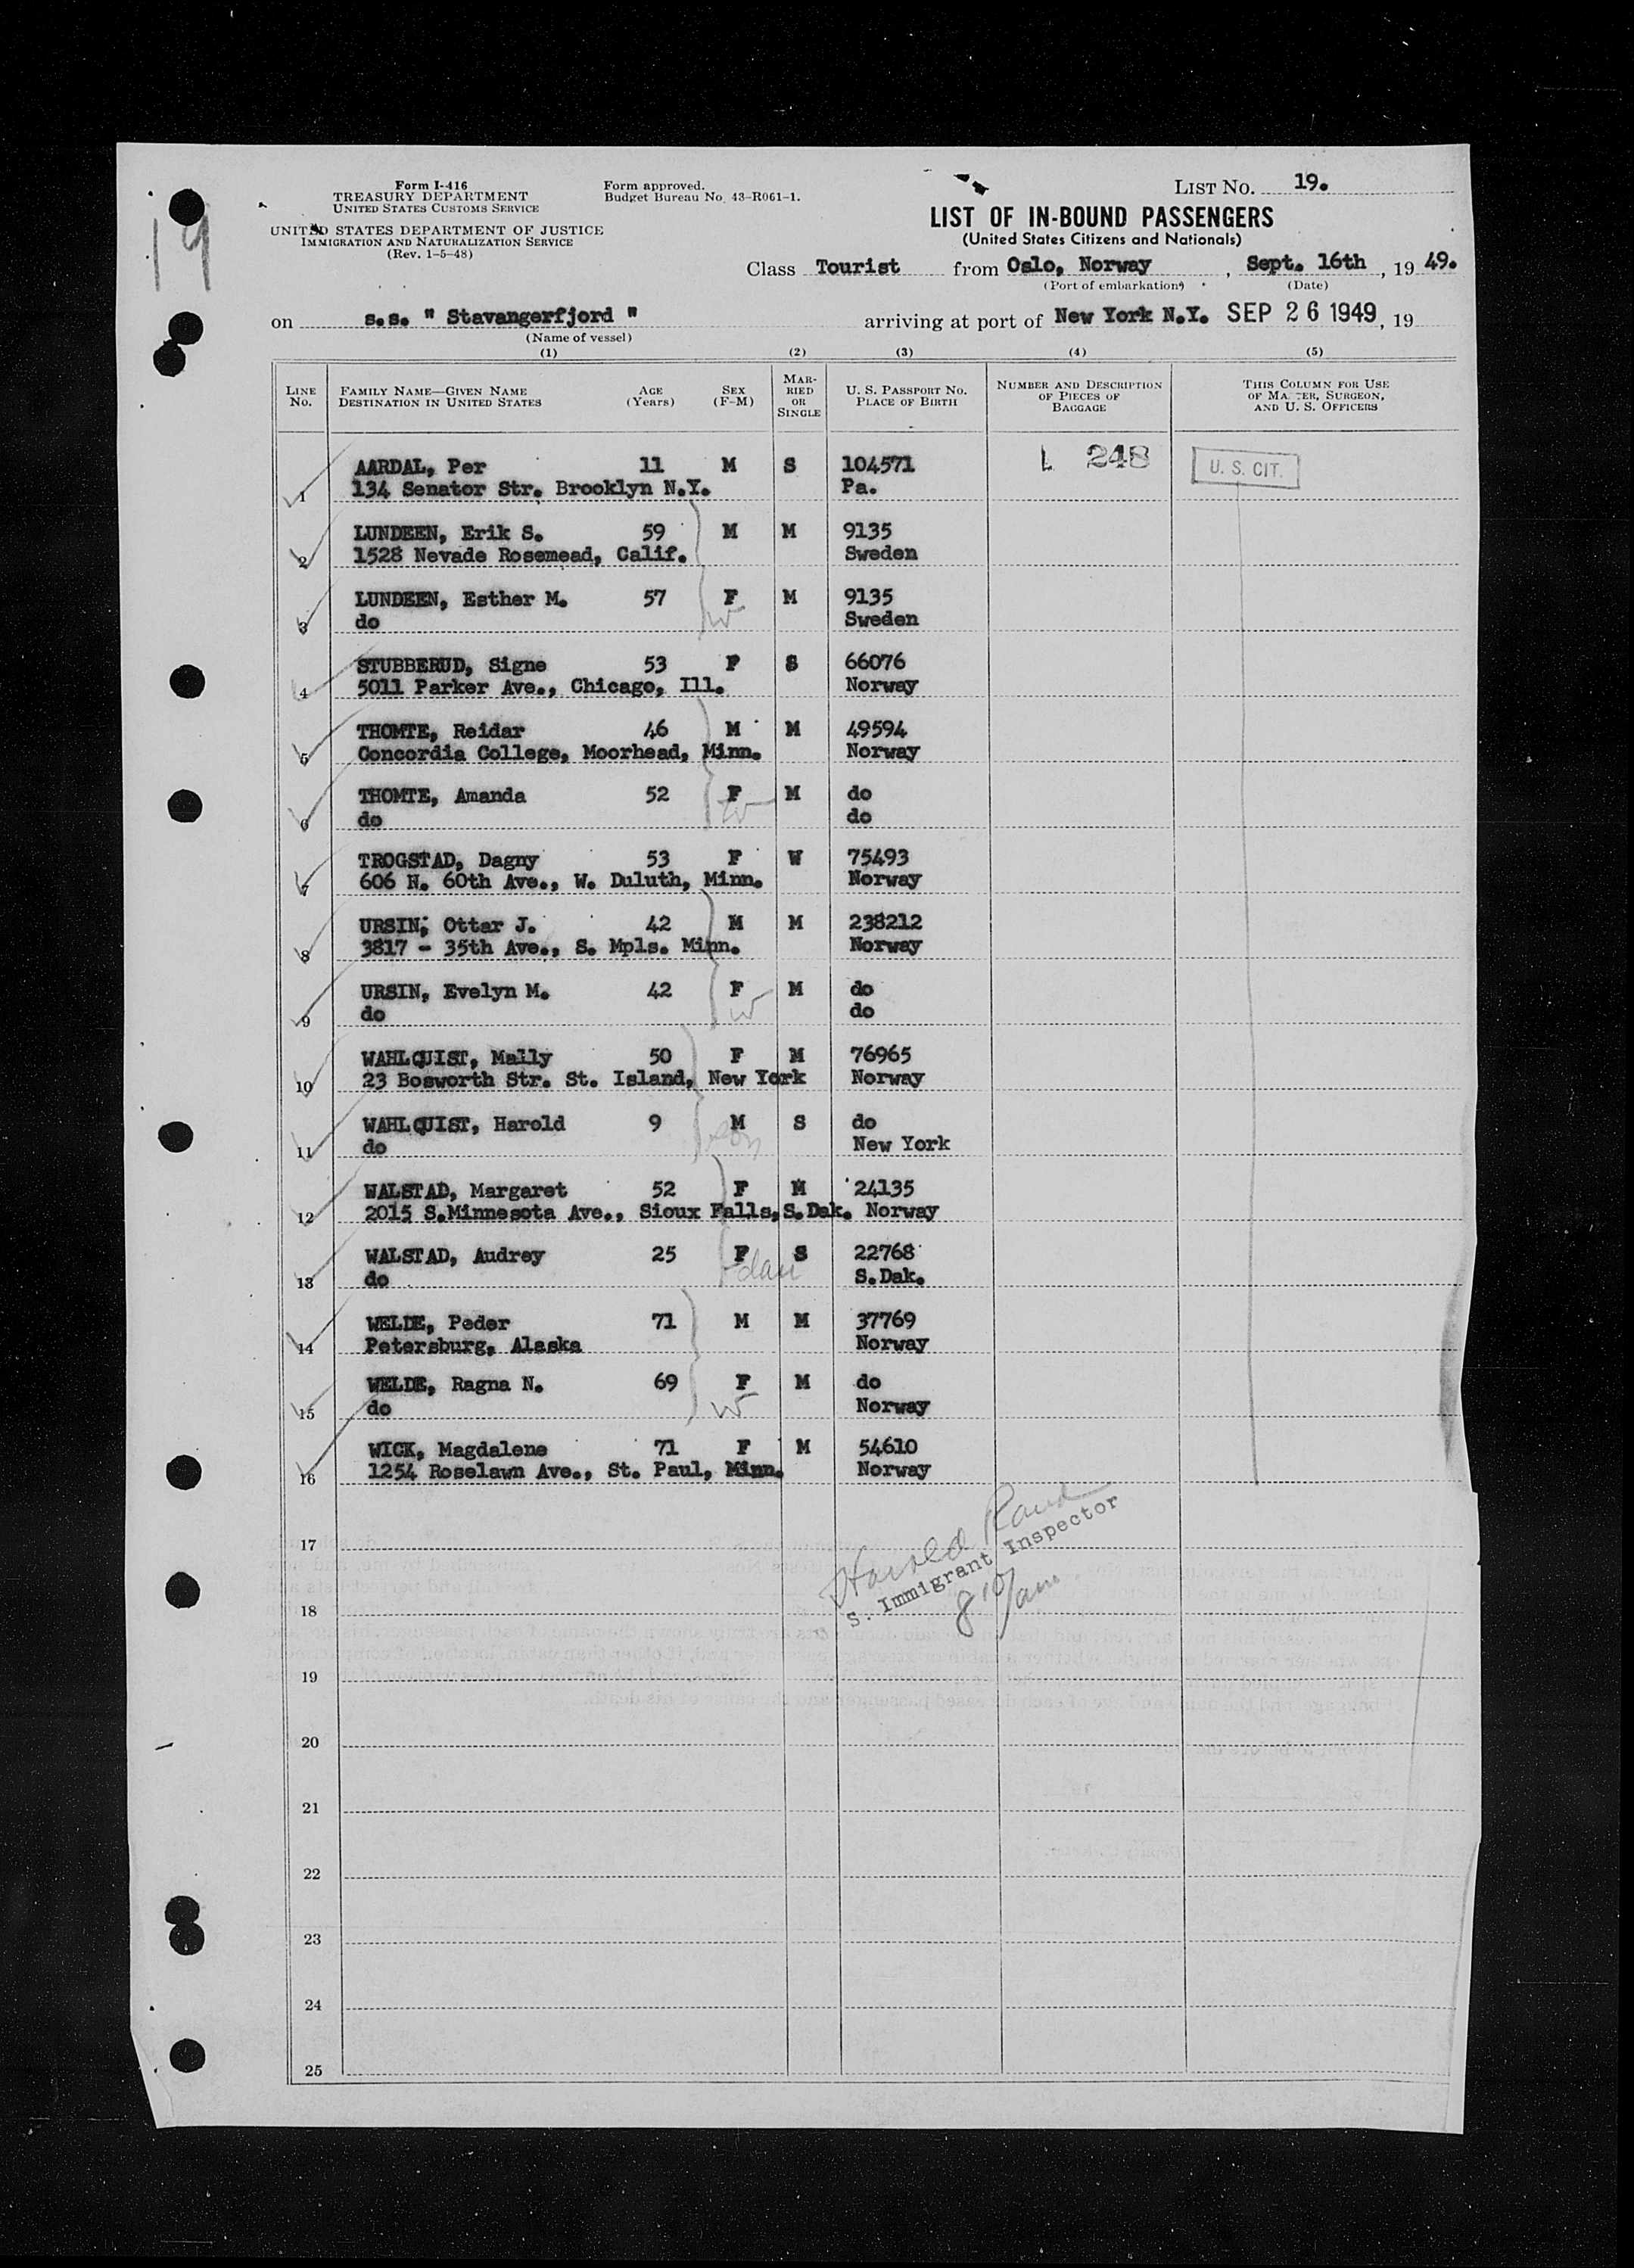 19
Form I-416
TREASURY DEPARTMENT
UNITED STATES CUSTOMS SERVICE
UNITED STATES DEPARTMENT OF JUSTICE
IMMIGRATION AND NATURALIZATION SERVICE
(Rev. 1-5-48)
Form approved.
Budget Bureau No. 43-R061-1.
LIST No. 19.
LIST OF IN-BOUND PASSENGERS
(United States Citizens and Nationals)
Class Tourist from Oslo, Norway, Sept. 16th, 19 49.
(Port of embarkation) (Date)
on s.s. " Stavangerfjord " arriving at port of New York N.Y. SEP 26 1949, 19
(Name of vessel)
(1) (2) (3) (4) (5)
LINE No. FAMILY NAME—GIVEN NAME DESTINATION IN UNITED STATES AGE (Years) SEX (F-M) MARRIED OR SINGLE U. S. PASSPORT No. PLACE OF BIRTH NUMBER AND DESCRIPTION OF PIECES OF BAGGAGE THIS COLUMN FOR USE OF MASTER, SURGEON, AND U. S. OFFICERS
AARDAL, Per 11 M S 104571 L 248 U. S. CIT.
1 134 Senator Str. Brooklyn N.Y. Pa.
LUNDEEN, Erik S. 59 M M 9135
2 1528 Nevade Rosemead, Calif. Sweden
LUNDEEN, Esther M. 57 F M 9135
3 do w Sweden
STUBBERUD, Signe 53 F S 66076
4 5011 Parker Ave., Chicago, Ill. Norway
THOMTE, Reidar 46 M M 49594
5 Concordia College, Moorhead, Minn. Norway
THOMTE, Amanda 52 F M do
6 do w do
TROGSTAD, Dagny 53 F W 75493
7 606 N. 60th Ave., W. Duluth, Minn. Norway
URSIN, Ottar J. 42 M M 238212
8 3817 - 35th Ave., S. Mpls. Minn. Norway
URSIN, Evelyn M. 42 F M do
9 do w do
WAHLQUIST, Mally 50 F M 76965
10 23 Bosworth Str. St. Island, New York Norway
WAHLQUIST, Harold 9 M S do
11 do son New York
WALSTAD, Margaret 52 F M 24135
12 2015 S.Minnesota Ave., Sioux Falls, S.Dak. Norway
WALSTAD, Audrey 25 F S 22768
13 do dau S.Dak.
WELDE, Peder 71 M M 37769
14 Petersburg, Alaska Norway
WELDE, Ragna N. 69 F M do
15 do w Norway
WICK, Magdalene 71 F M 54610
16 1254 Roselawn Ave., St. Paul, Minn. Norway
Harold Rand
S. Immigrant Inspector
8 10/am
17
18
19
20
21
22
23
24
25